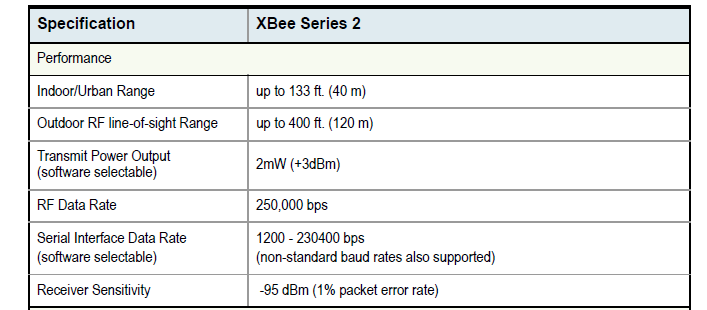 Specification XBee Series 2
Performance
Indoor/Urban Range up to 133 ft. (40 m)
Outdoor RF line-of-sight Range up to 400 ft. (120 m)
Transmit Power Output
(software selectable) 2mW (+3dBm)
RF Data Rate 250,000 bps
Serial Interface Data Rate 1200 - 230400 bps
(software selectable) (non-standard baud rates also supported)
Receiver Sensitivity -95 dBm (1% packet error rate)